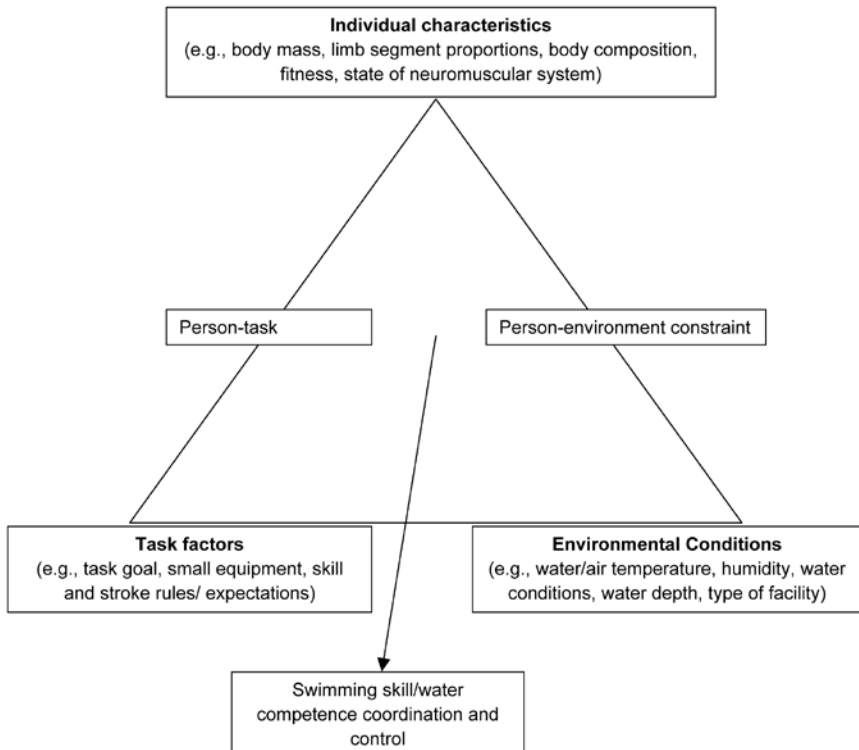 Individual characteristics
(e.g., body mass, limb segment proportions, body composition,
fitness, state of neuromuscular system)
Person-task
Person-environment constraint
Task factors
(e.g., task goal, small equipment, skill
and stroke rules/ expectations)
Environmental Conditions
(e.g., water/air temperature, humidity, water
conditions, water depth, type of facility)
Swimming skill/water
competence coordination and
control